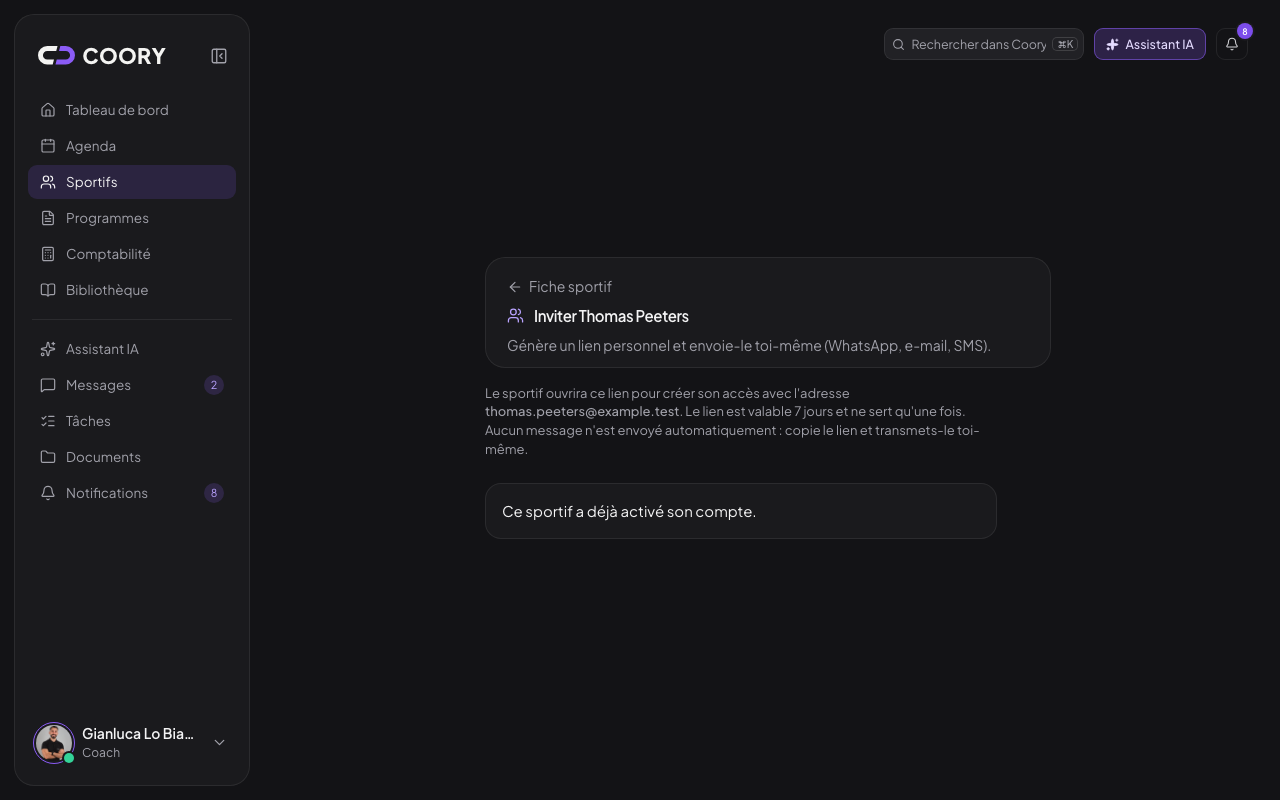 COORY
Rechercher dans Coory
⌘K
Assistant IA
8
Tableau de bord
Agenda
Sportifs
Programmes
Comptabilité
Bibliothèque
Assistant IA
Messages
2
Tâches
Documents
Notifications
8
Fiche sportif
Inviter Thomas Peeters
Génère un lien personnel et envoie-le toi-même (WhatsApp, e-mail, SMS).
Le sportif ouvrira ce lien pour créer son accès avec l'adresse
thomas.peeters@example.test. Le lien est valable 7 jours et ne sert qu'une fois.
Aucun message n'est envoyé automatiquement : copie le lien et transmets-le toi-
même.
Ce sportif a déjà activé son compte.
Gianluca Lo Bia...
Coach